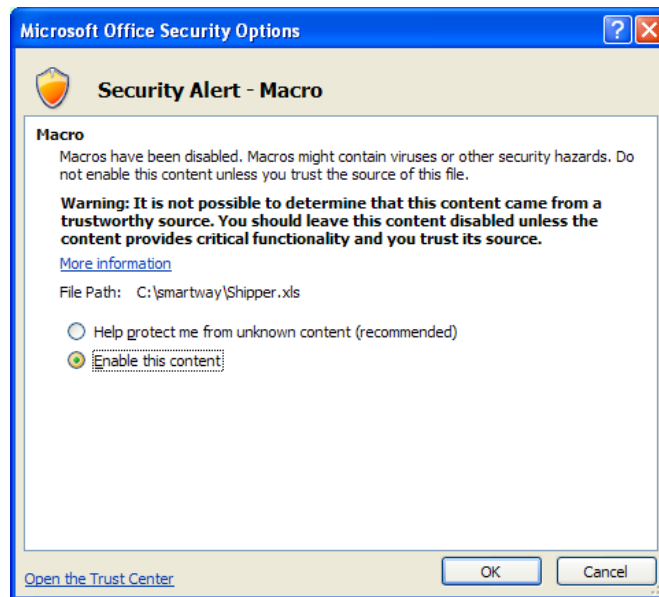 Microsoft Office Security Options
Security Alert - Macro
Macro
Macros have been disabled. Macros might contain viruses or other security hazards. Do
not enable this content unless you trust the source of this file.
Warning: It is not possible to determine that this content came from a
trustworthy source. You should leave this content disabled unless the
content provides critical functionality and you trust its source.
More information
File Path: C:\smartway\Shipper.xls
Help protect me from unknown content (recommended)
Enable this content
Open the Trust Center
OK
Cancel